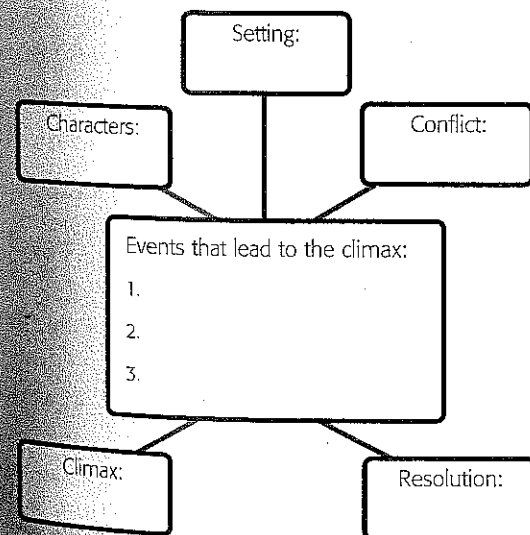 Setting:
Characters:
Conflict:
Events that lead to the climax:
1.
2.
3.
Climax:
Resolution: